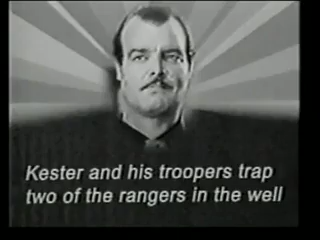 Kester and his troopers trap
two of the rangers in the well